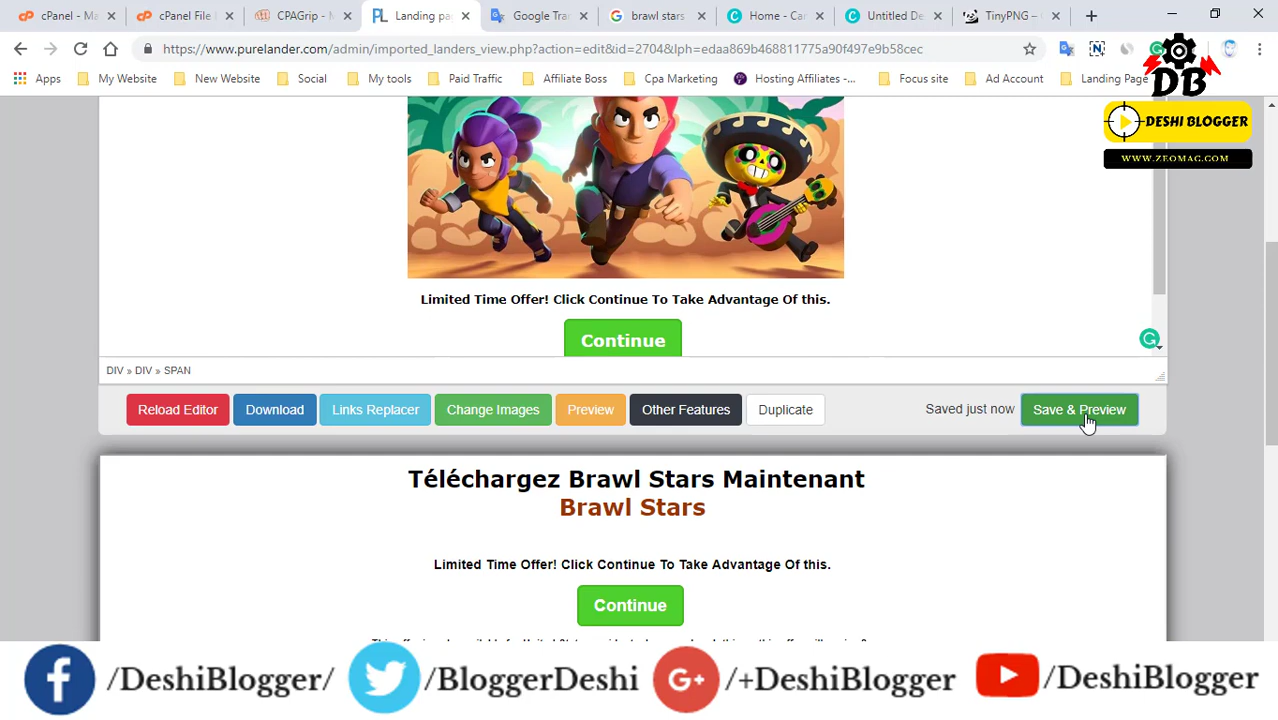 cPanel - Ma
cPanel File
CPAGrip - M
Landing pa
Google Tra
brawl stars
Home - Ca
Untitled De
TinyPNG –
https://www.purelander.com/admin/imported_landers_view.php?action=edit&id=2704&lph=edaa869b468811775a90f497e9b58cec
Apps
My Website
New Website
Social
My tools
Paid Traffic
Affiliate Boss
Cpa Marketing
Hosting Affiliates -...
Focus site
Ad Account
Landing Page
DB
DESHI BLOGGER
WWW.ZEOMAG.COM
Limited Time Offer! Click Continue To Take Advantage Of this.
Continue
DIV » DIV » SPAN
Reload Editor
Download
Links Replacer
Change Images
Preview
Other Features
Duplicate
Saved just now
Save & Preview
Téléchargez Brawl Stars Maintenant
Brawl Stars
Limited Time Offer! Click Continue To Take Advantage Of this.
Continue
/DeshiBlogger/
/BloggerDeshi
/+DeshiBlogger
/DeshiBlogger